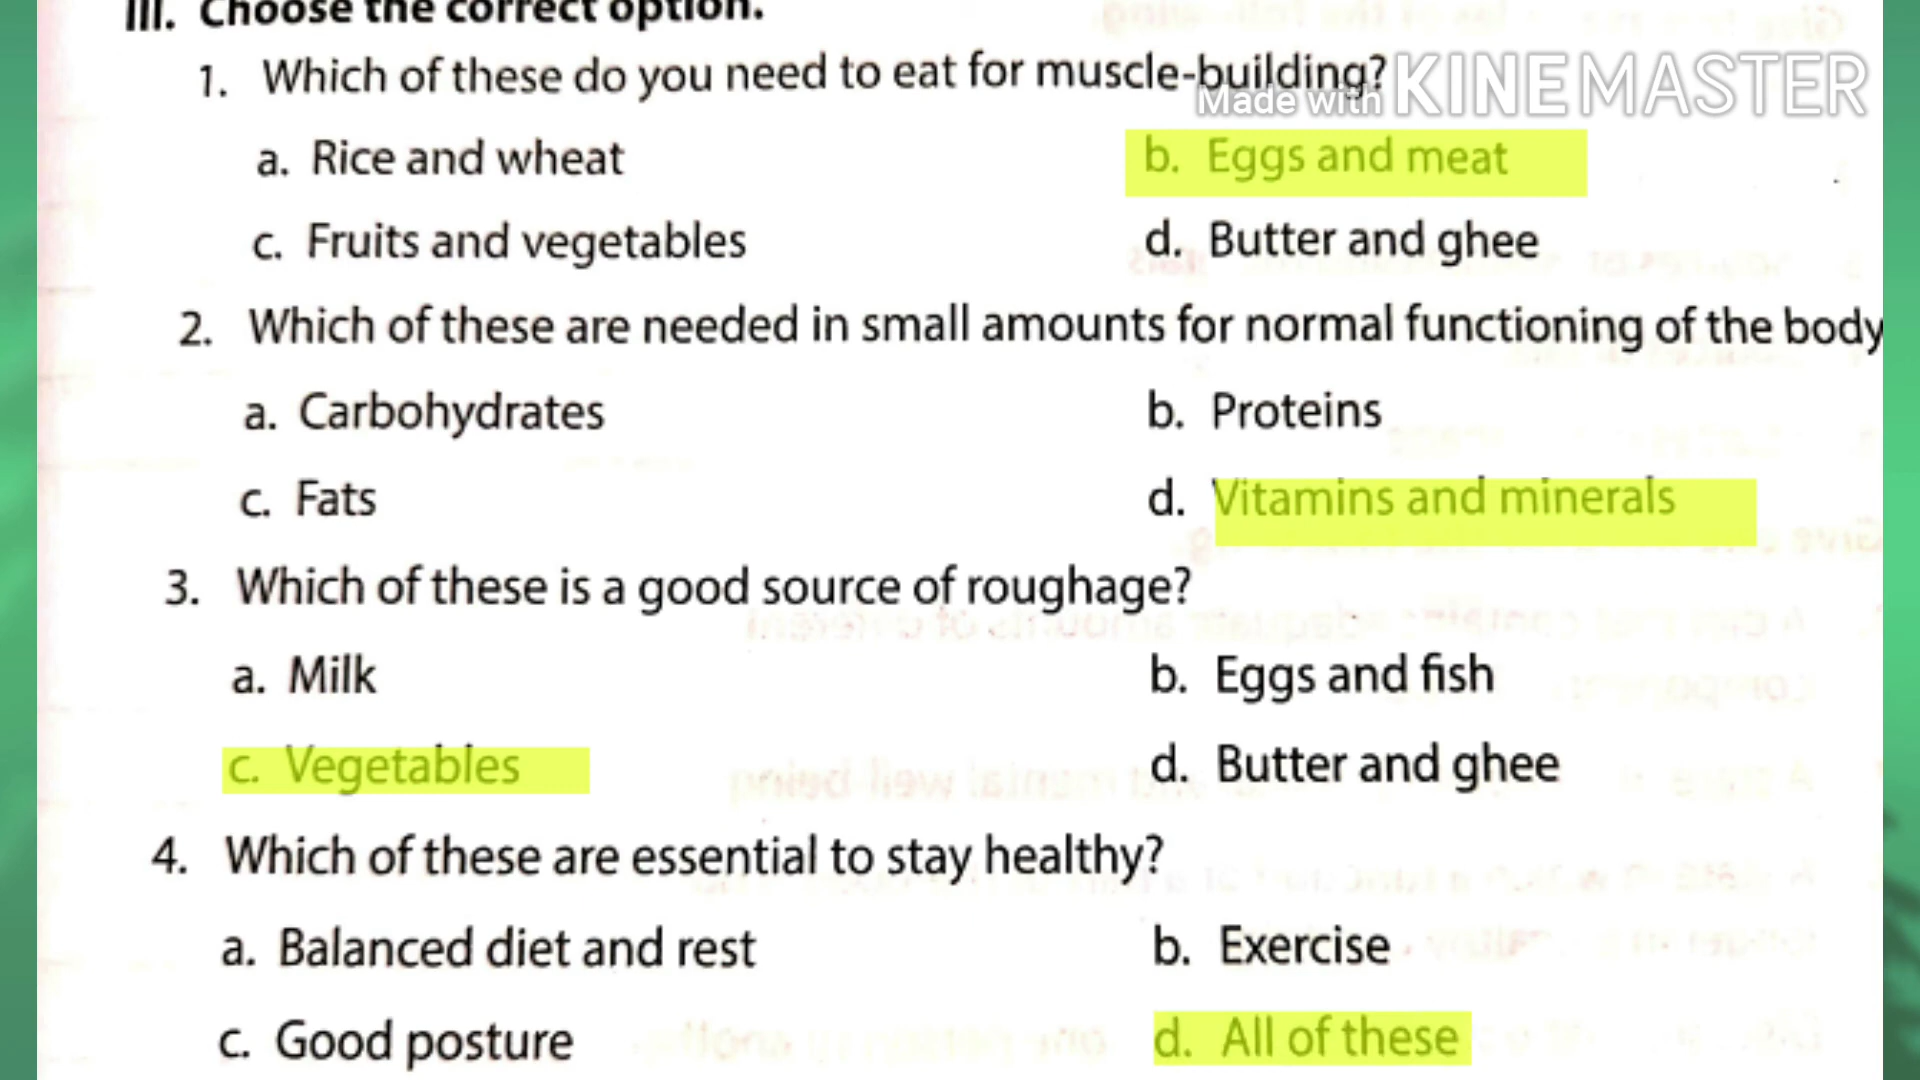 III. Choose the correct option.
1. Which of these do you need to eat for muscle-building?
Made with KINEMASTER
a. Rice and wheat b. Eggs and meat
c. Fruits and vegetables d. Butter and ghee
2. Which of these are needed in small amounts for normal functioning of the body
a. Carbohydrates b. Proteins
c. Fats d. Vitamins and minerals
3. Which of these is a good source of roughage?
a. Milk b. Eggs and fish
c. Vegetables d. Butter and ghee
4. Which of these are essential to stay healthy?
a. Balanced diet and rest b. Exercise
c. Good posture d. All of these